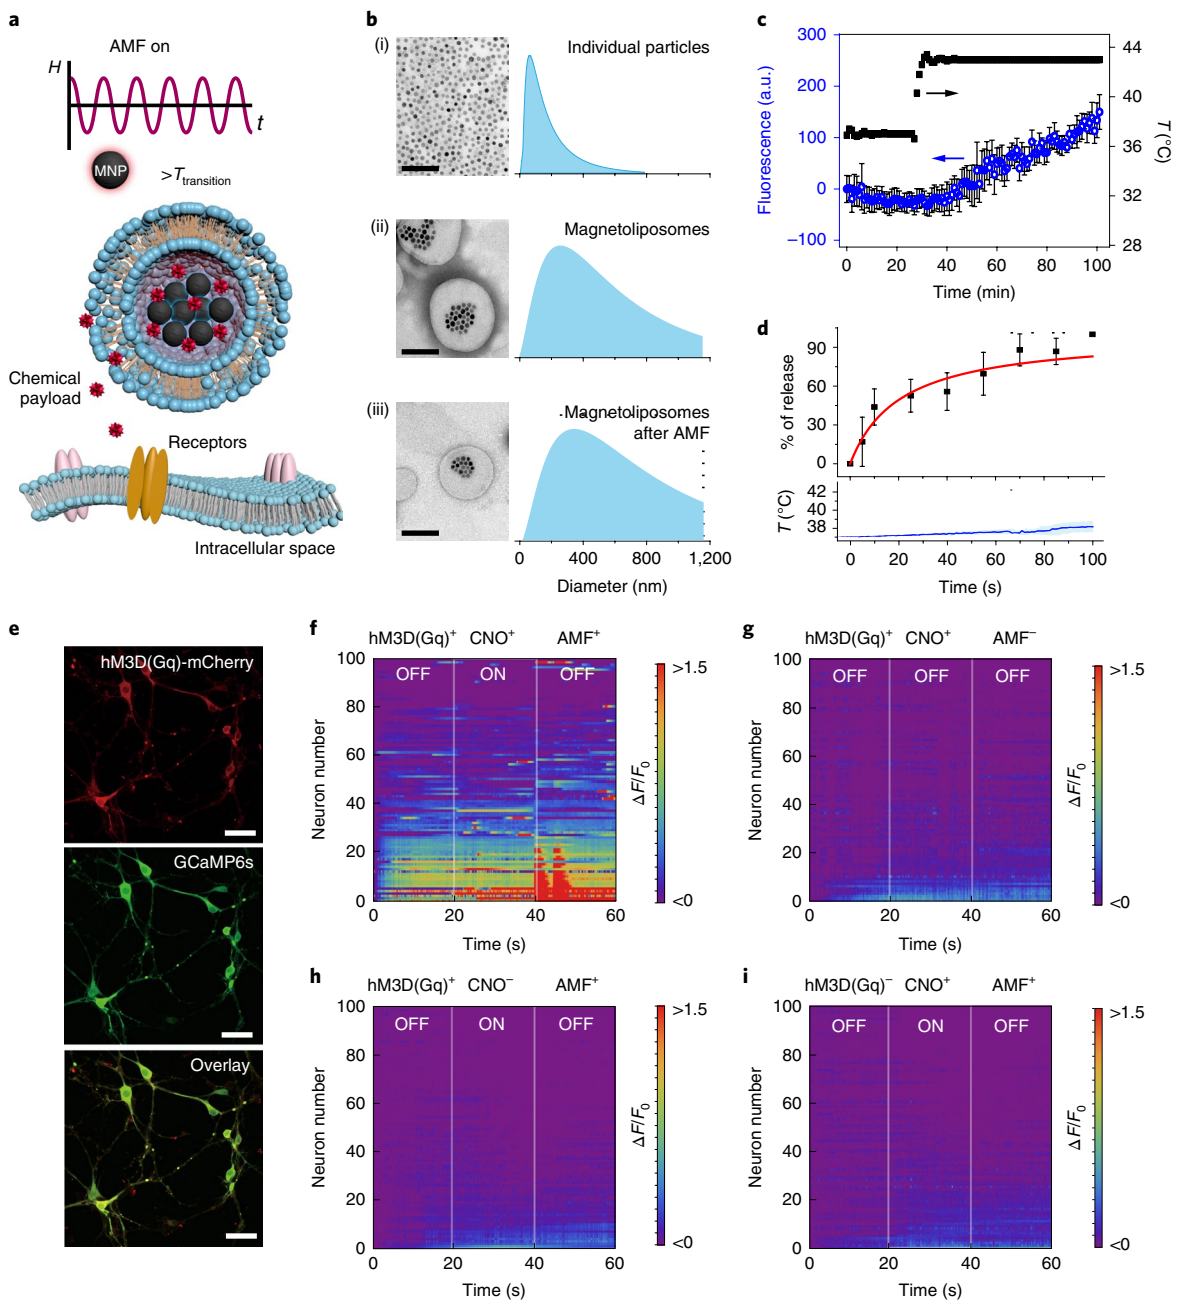 a
AMF on
H
t
MNP
>Ttransition
Chemical
payload
Receptors
Intracellular space
b
(i)
Individual particles
(ii)
Magnetoliposomes
(iii)
Magnetoliposomes
after AMF
0
400
800
1,200
Diameter (nm)
c
300
200
100
0
–100
Fluorescence (a.u.)
44
40
36
32
28
T (°C)
0
20
40
60
80
100
Time (min)
d
90
60
30
0
% of release
42
40
38
T (°C)
0
20
40
60
80
100
Time (s)
e
hM3D(Gq)-mCherry
GCaMP6s
Overlay
f
hM3D(Gq)+ CNO+ AMF+
OFF ON OFF
100
80
60
40
20
0
Neuron number
0 20 40 60
Time (s)
>1.5
<0
ΔF/F0
g
hM3D(Gq)+ CNO+ AMF–
OFF OFF OFF
100
80
60
40
20
0
Neuron number
0 20 40 60
Time (s)
>1.5
<0
ΔF/F0
h
hM3D(Gq)+ CNO– AMF+
OFF ON OFF
100
80
60
40
20
0
Neuron number
0 20 40 60
Time (s)
>1.5
<0
ΔF/F0
i
hM3D(Gq)– CNO+ AMF+
OFF ON OFF
100
80
60
40
20
0
Neuron number
0 20 40 60
Time (s)
>1.5
<0
ΔF/F0